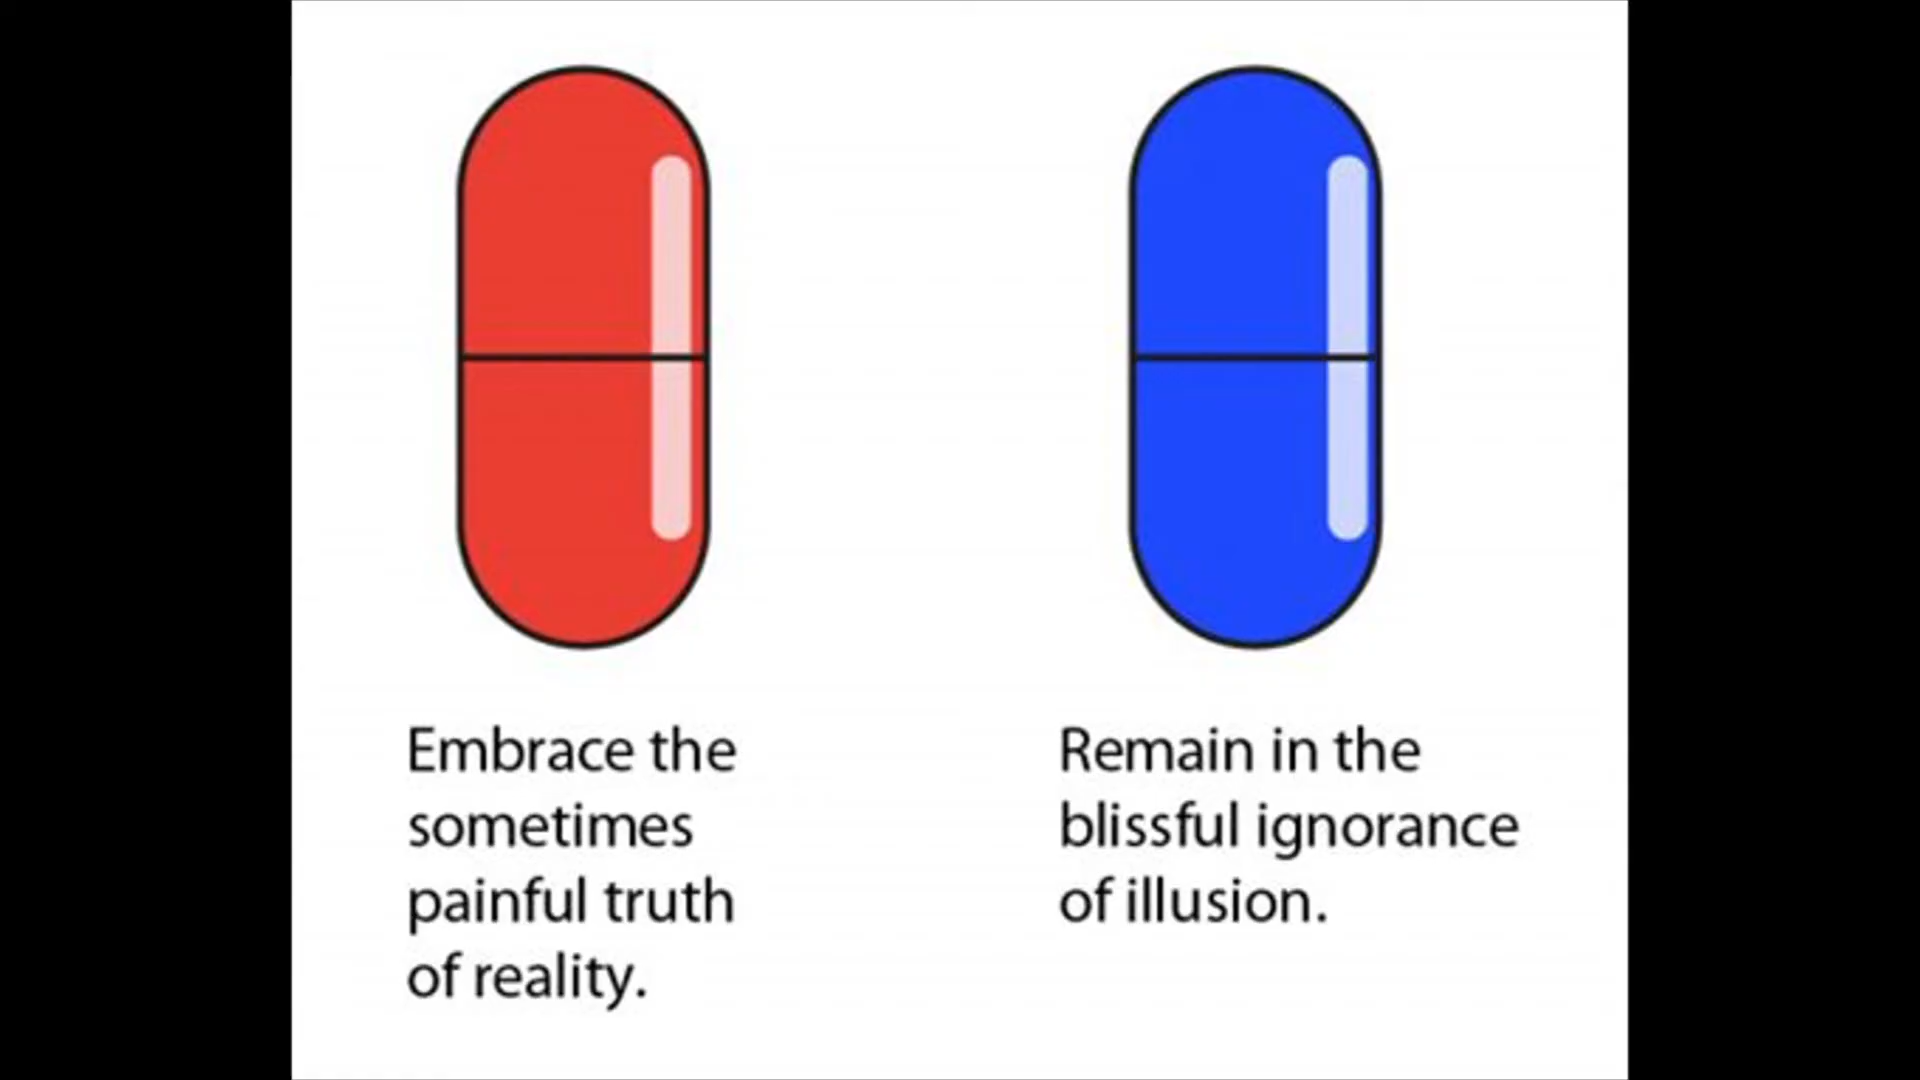 Embrace the
sometimes
painful truth
of reality.
Remain in the
blissful ignorance
of illusion.